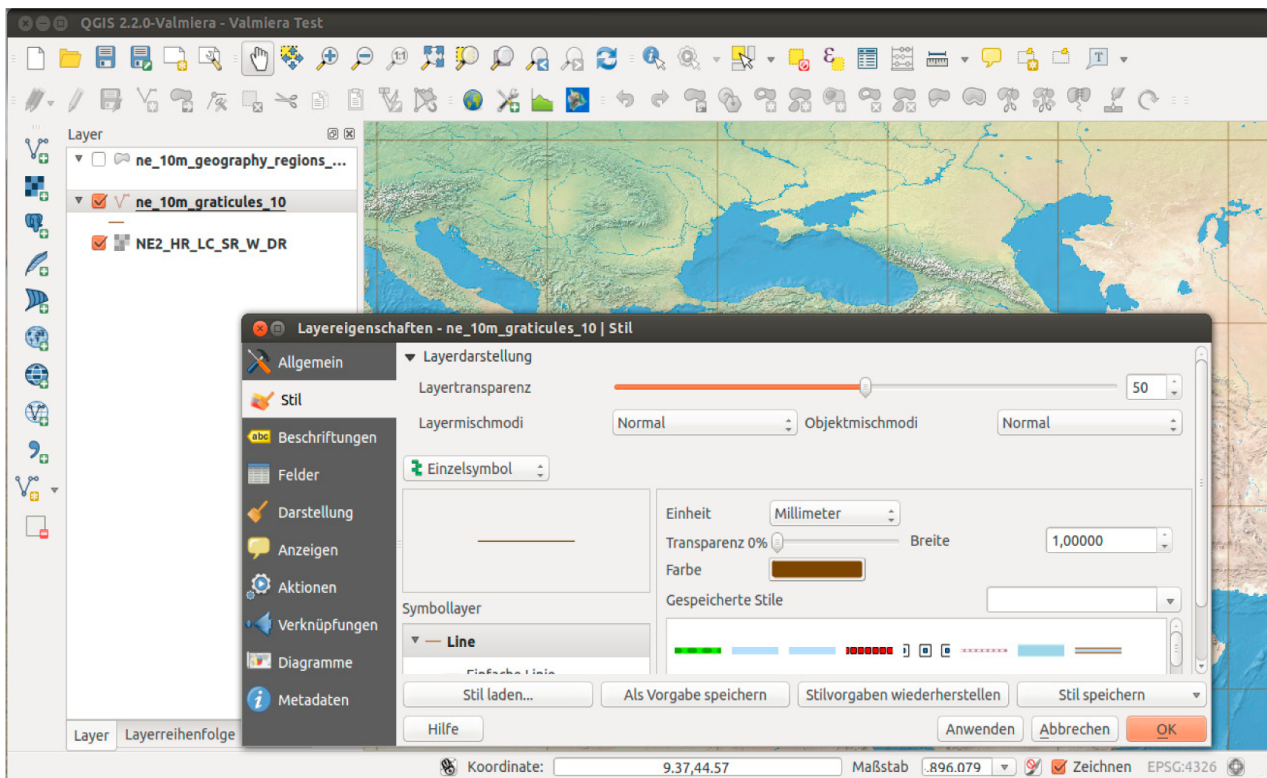 QGIS 2.2.0-Valmiera - Valmiera Test
Layer
ne_10m_geography_regions_...
ne_10m_graticules_10
NE2_HR_LC_SR_W_DR
Layereigenschaften - ne_10m_graticules_10 | Stil
Allgemein
Stil
Beschriftungen
Felder
Darstellung
Anzeigen
Aktionen
Verknüpfungen
Diagramme
Metadaten
Layerdarstellung
Layertransparenz
50
Layermischmodi
Normal
Objektmischmodi
Normal
Einzelsymbol
Einheit
Millimeter
Transparenz 0%
Breite
1,00000
Farbe
Gespeicherte Stile
Symbollayer
Line
Einfache Linie
Stil laden...
Als Vorgabe speichern
Stilvorgaben wiederherstellen
Stil speichern
Hilfe
Anwenden
Abbrechen
OK
Layer
Layerreihenfolge
Koordinate:
9.37,44.57
Maßstab
.896.079
Zeichnen
EPSG:4326